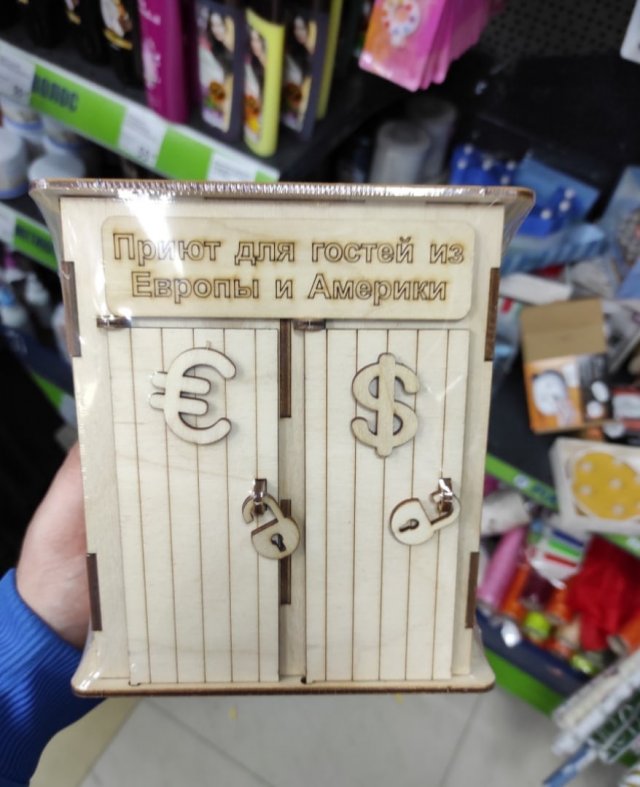 Приют для гостей из
Европы и Америки
€ $